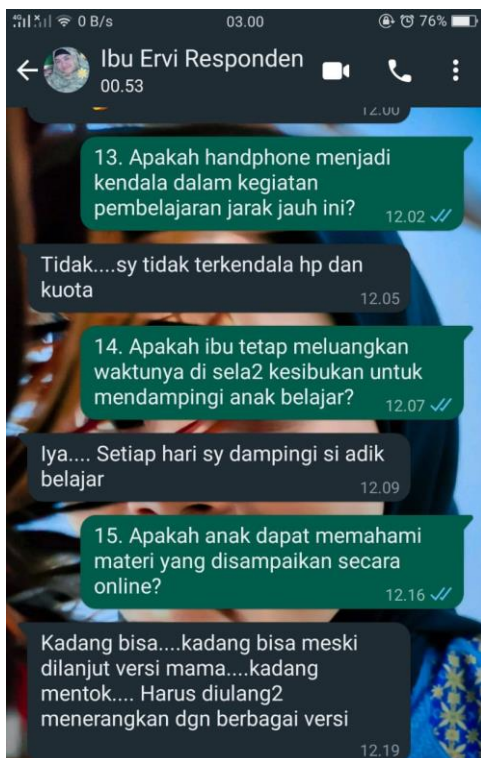 0 B/s
03.00
76%
Ibu Ervi Responden
00.53
12.00
13. Apakah handphone menjadi
kendala dalam kegiatan
pembelajaran jarak jauh ini?
12.02
Tidak....sy tidak terkendala hp dan
kuota
12.05
14. Apakah ibu tetap meluangkan
waktunya di sela2 kesibukan untuk
mendampingi anak belajar?
12.07
Iya.... Setiap hari sy dampingi si adik
belajar
12.09
15. Apakah anak dapat memahami
materi yang disampaikan secara
online?
12.16
Kadang bisa....kadang bisa meski
dilanjut versi mama....kadang
mentok.... Harus diulang2
menerangkan dgn berbagai versi
12.19